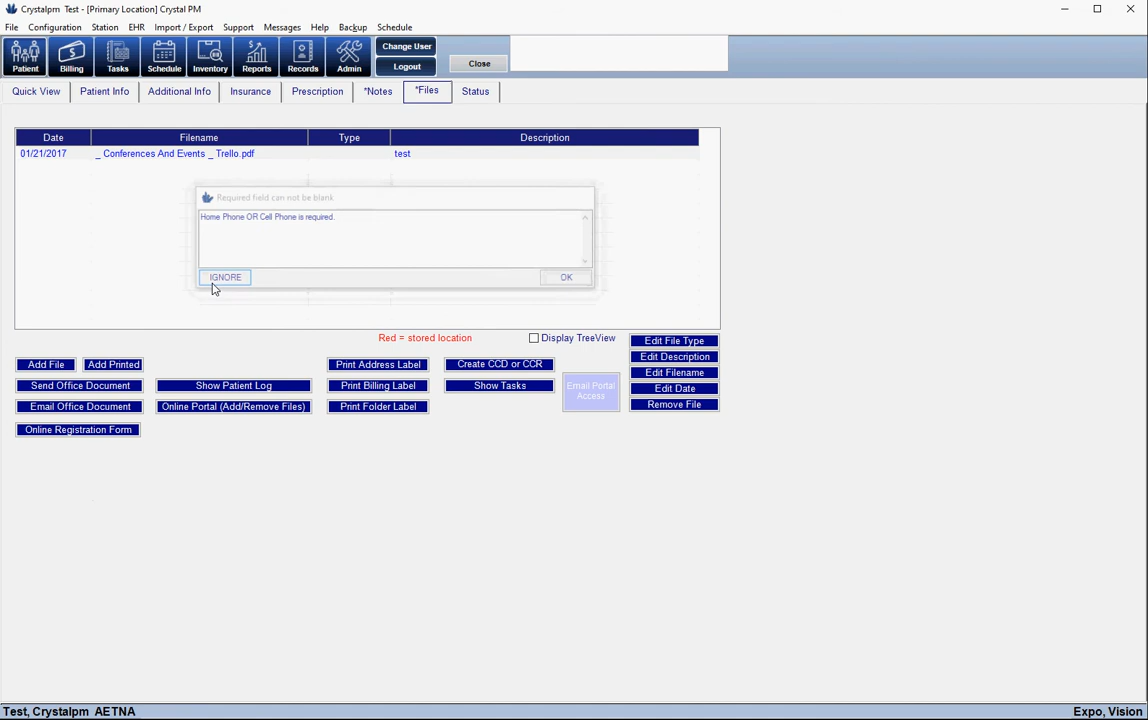 Crystalpm Test - [Primary Location] Crystal PM
File Configuration Station EHR Import / Export Support Messages Help Backup Schedule
Patient Billing Tasks Schedule Inventory Reports Records Admin Change User Logout Close
Quick View Patient Info Additional Info Insurance Prescription *Notes *Files Status
Date Filename Type Description
01/21/2017 _ Conferences And Events _ Trello.pdf test
Required field can not be blank
Home Phone OR Cell Phone is required.
IGNORE OK
Red = stored location Display TreeView Edit File Type
Edit Description
Add File Add Printed Print Address Label Create CCD or CCR Edit Filename
Send Office Document Show Patient Log Print Billing Label Show Tasks Email Portal Access Edit Date
Email Office Document Online Portal (Add/Remove Files) Print Folder Label Remove File
Online Registration Form
Test, Crystalpm AETNA Expo, Vision